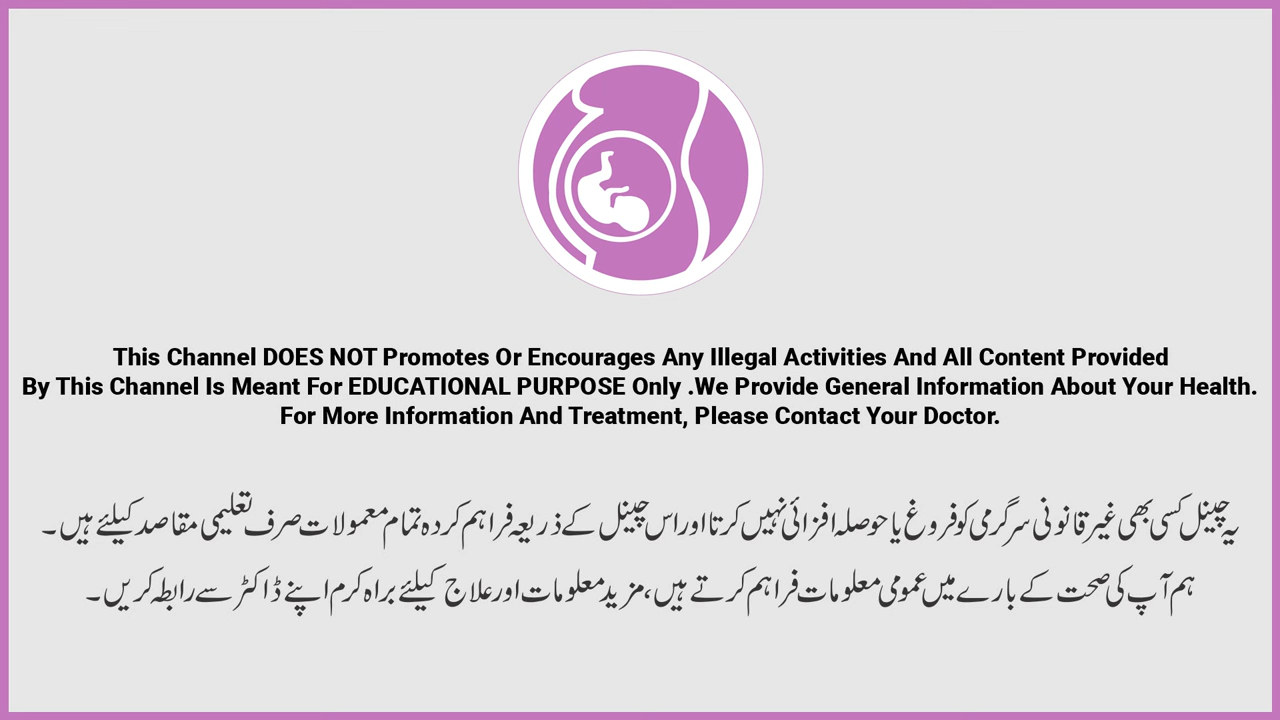 This Channel DOES NOT Promotes Or Encourages Any Illegal Activities And All Content Provided
By This Channel Is Meant For EDUCATIONAL PURPOSE Only .We Provide General Information About Your Health.
For More Information And Treatment, Please Contact Your Doctor.
یہ چینل کسی بھی غیر قانونی سرگرمی کو فروغ یا حوصلہ افزائی نہیں کرتا اور اس چینل کے ذریعہ فراہم کردہ تمام معمولات صرف تعلیمی مقاصد کیلئے ہیں۔
ہم آپ کی صحت کے بارے میں عمومی معلومات فراہم کرتے ہیں، مزید معلومات اور علاج کیلئے براہ کرم اپنے ڈاکٹر سے رابطہ کریں۔